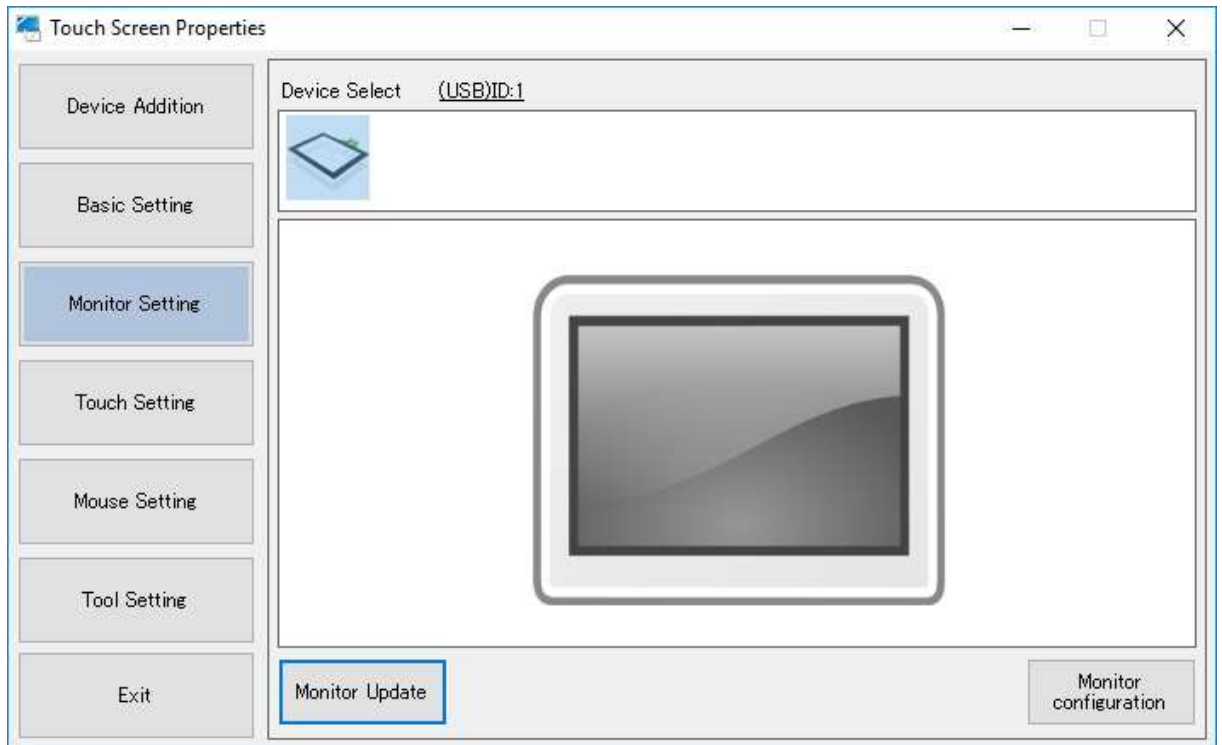 Touch Screen Properties
Device Addition
Basic Setting
Monitor Setting
Touch Setting
Mouse Setting
Tool Setting
Exit
Device Select (USB)ID:1
Monitor Update
Monitor
configuration